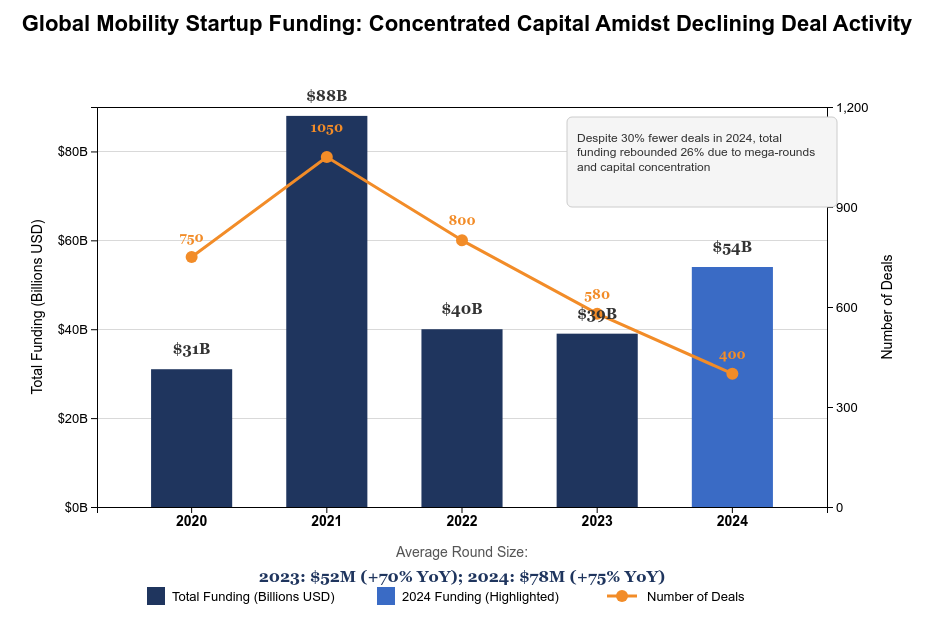 Global Mobility Startup Funding: Concentrated Capital Amidst Declining Deal Activity
$88B
1,200
1050
Despite 30% fewer deals in 2024, total
funding rebounded 26% due to mega-rounds
and capital concentration
$80B
900
750
800
$60B
$54B
Total Funding (Billions USD)
Number of Deals
580
600
$40B
$39B
$40B
$31B
400
$20B
300
$0B
0
2020
2021
2022
2023
2024
Average Round Size:
2023: $52M (+70% YoY); 2024: $78M (+75% YoY)
Total Funding (Billions USD)
2024 Funding (Highlighted)
Number of Deals